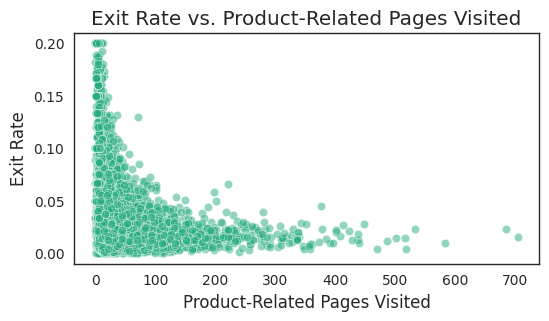 Exit Rate vs. Product-Related Pages Visited
Exit Rate
0.20
0.15
0.10
0.05
0.00
0 100 200 300 400 500 600 700
Product-Related Pages Visited